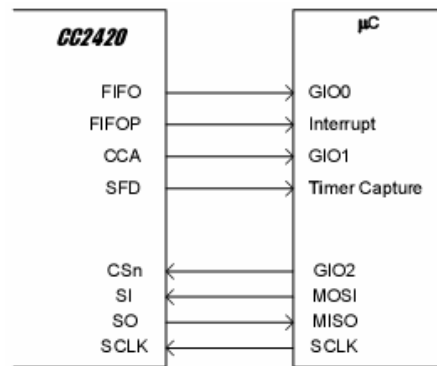 CC2420 μC
FIFO GIO0
FIFOP Interrupt
CCA GIO1
SFD Timer Capture
CSn GIO2
SI MOSI
SO MISO
SCLK SCLK